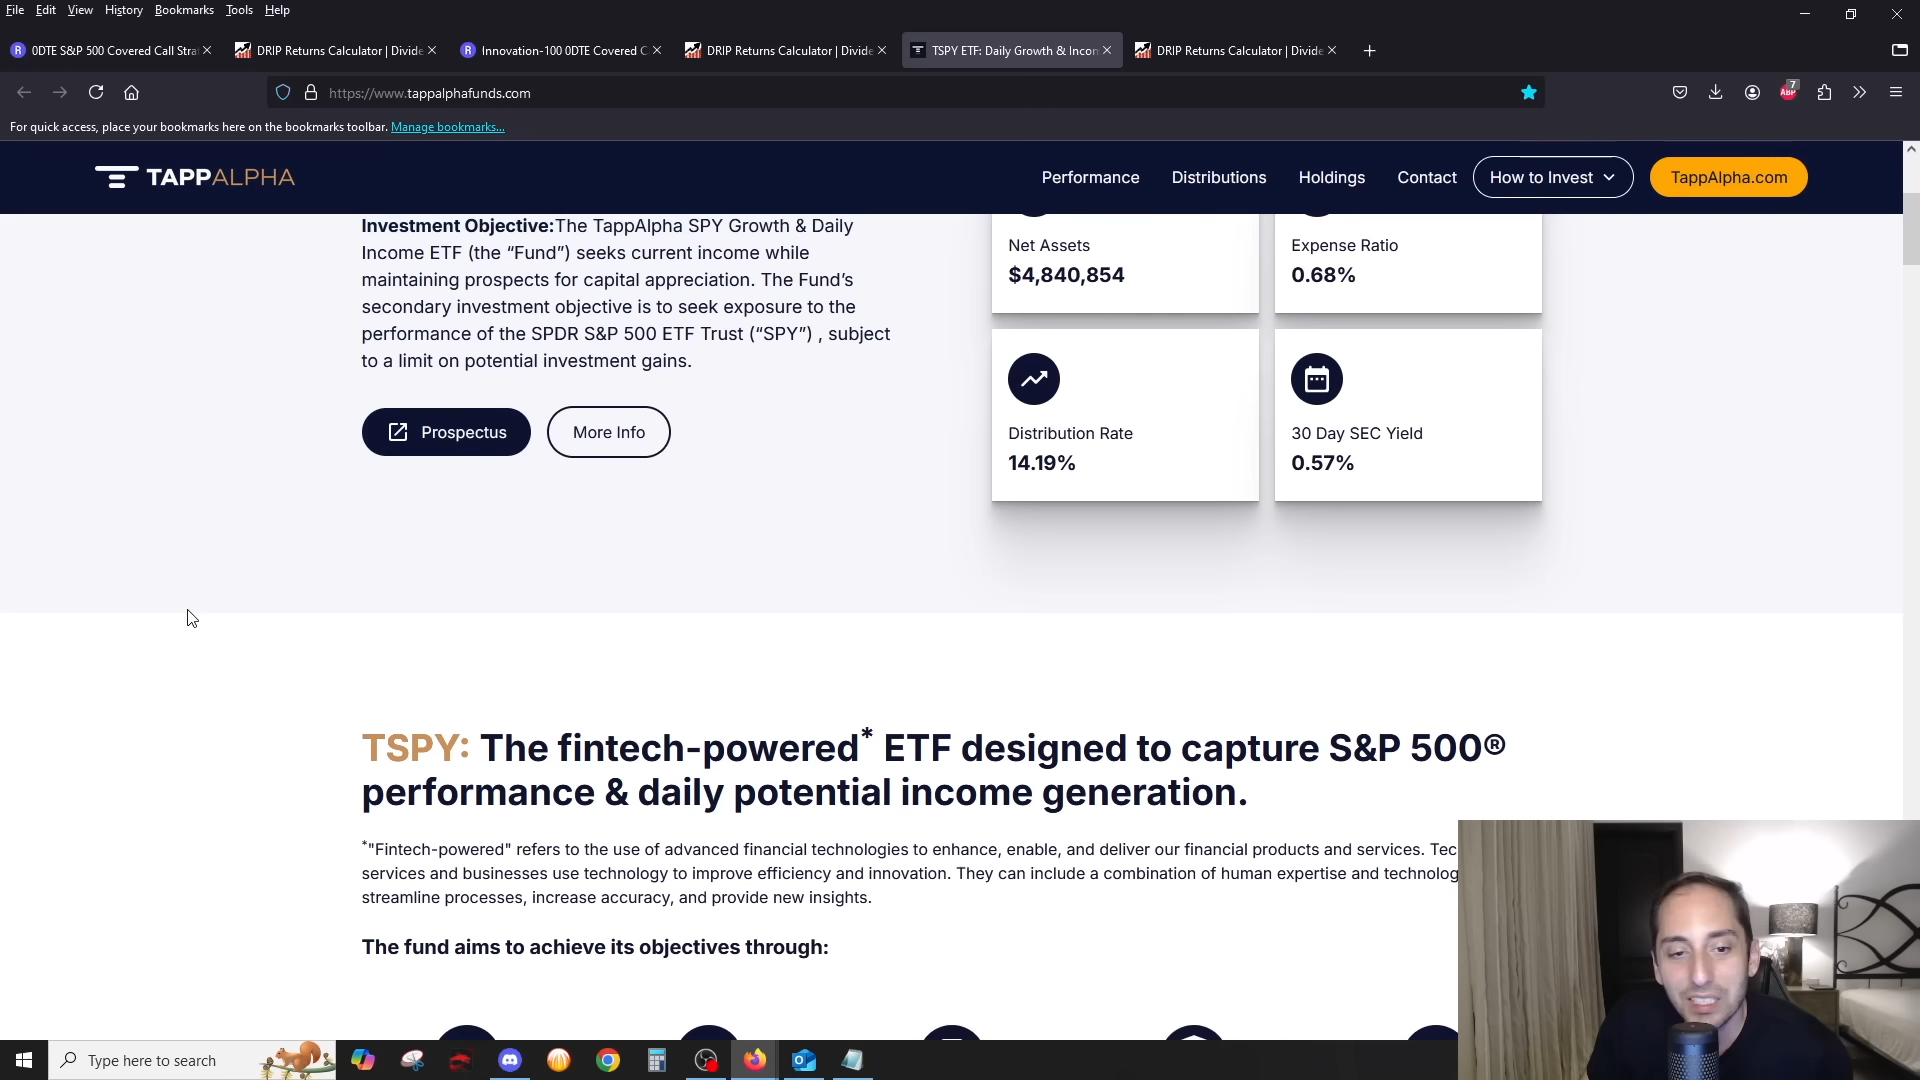 File Edit View History Bookmarks Tools Help
0DTE S&P 500 Covered Call Stra
DRIP Returns Calculator | Divide
Innovation-100 0DTE Covered C
DRIP Returns Calculator | Divide
TSPY ETF: Daily Growth & Incon
DRIP Returns Calculator | Divide
https://www.tappalphafunds.com
ABP
7
For quick access, place your bookmarks here on the bookmarks toolbar. Manage bookmarks...
TAPPALPHA
Performance Distributions Holdings Contact How to Invest TappAlpha.com
Investment Objective:The TappAlpha SPY Growth & Daily
Income ETF (the “Fund”) seeks current income while
maintaining prospects for capital appreciation. The Fund’s
secondary investment objective is to seek exposure to the
performance of the SPDR S&P 500 ETF Trust (“SPY”) , subject
to a limit on potential investment gains.
Prospectus More Info
Net Assets
$4,840,854
Expense Ratio
0.68%
Distribution Rate
14.19%
30 Day SEC Yield
0.57%
TSPY: The fintech-powered* ETF designed to capture S&P 500®
performance & daily potential income generation.
*"Fintech-powered" refers to the use of advanced financial technologies to enhance, enable, and deliver our financial products and services. Tec
services and businesses use technology to improve efficiency and innovation. They can include a combination of human expertise and technolog
streamline processes, increase accuracy, and provide new insights.
The fund aims to achieve its objectives through:
Type here to search